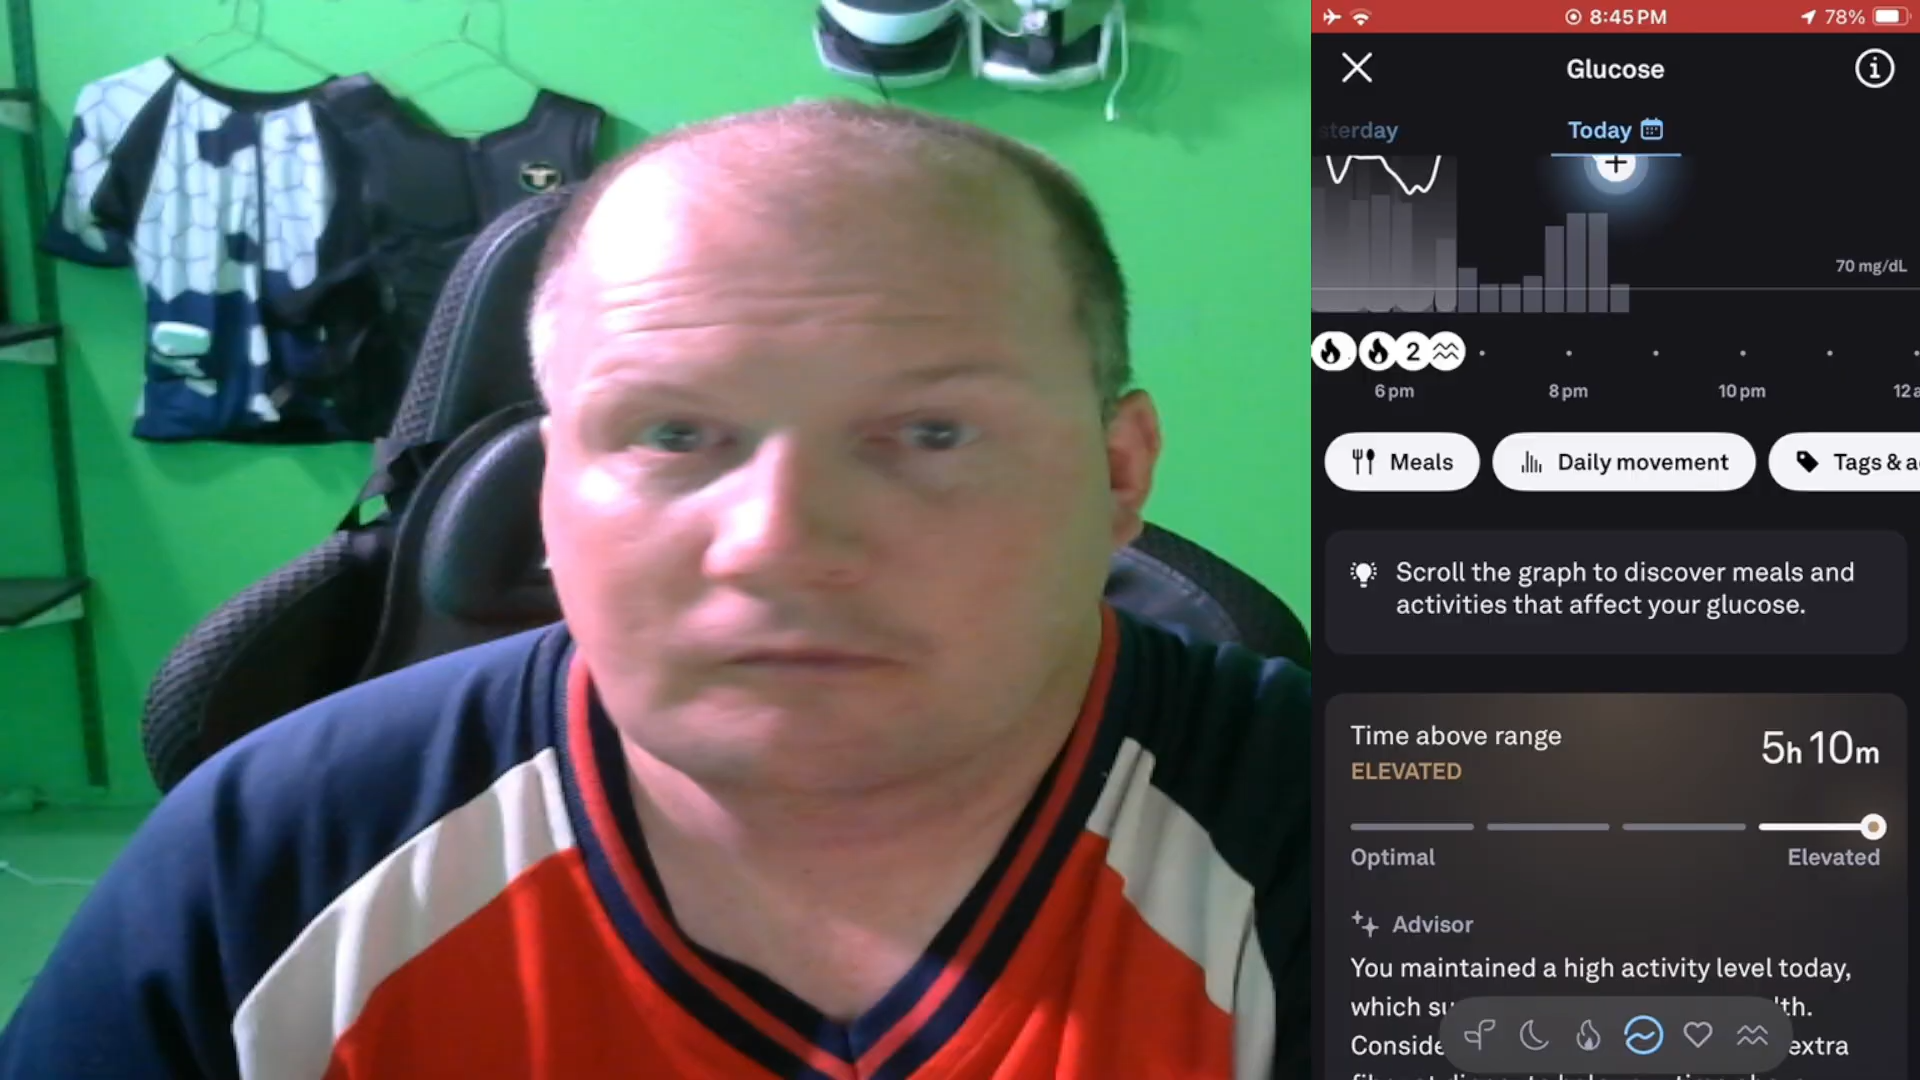 8:45 PM
78%
Glucose
sterday
Today
70 mg/dL
2
6 pm
8 pm
10 pm
12 a
Meals
Daily movement
Tags & a
Scroll the graph to discover meals and
activities that affect your glucose.
Time above range
5h 10m
ELEVATED
Optimal
Elevated
Advisor
You maintained a high activity level today,
which su
th.
Conside
extra